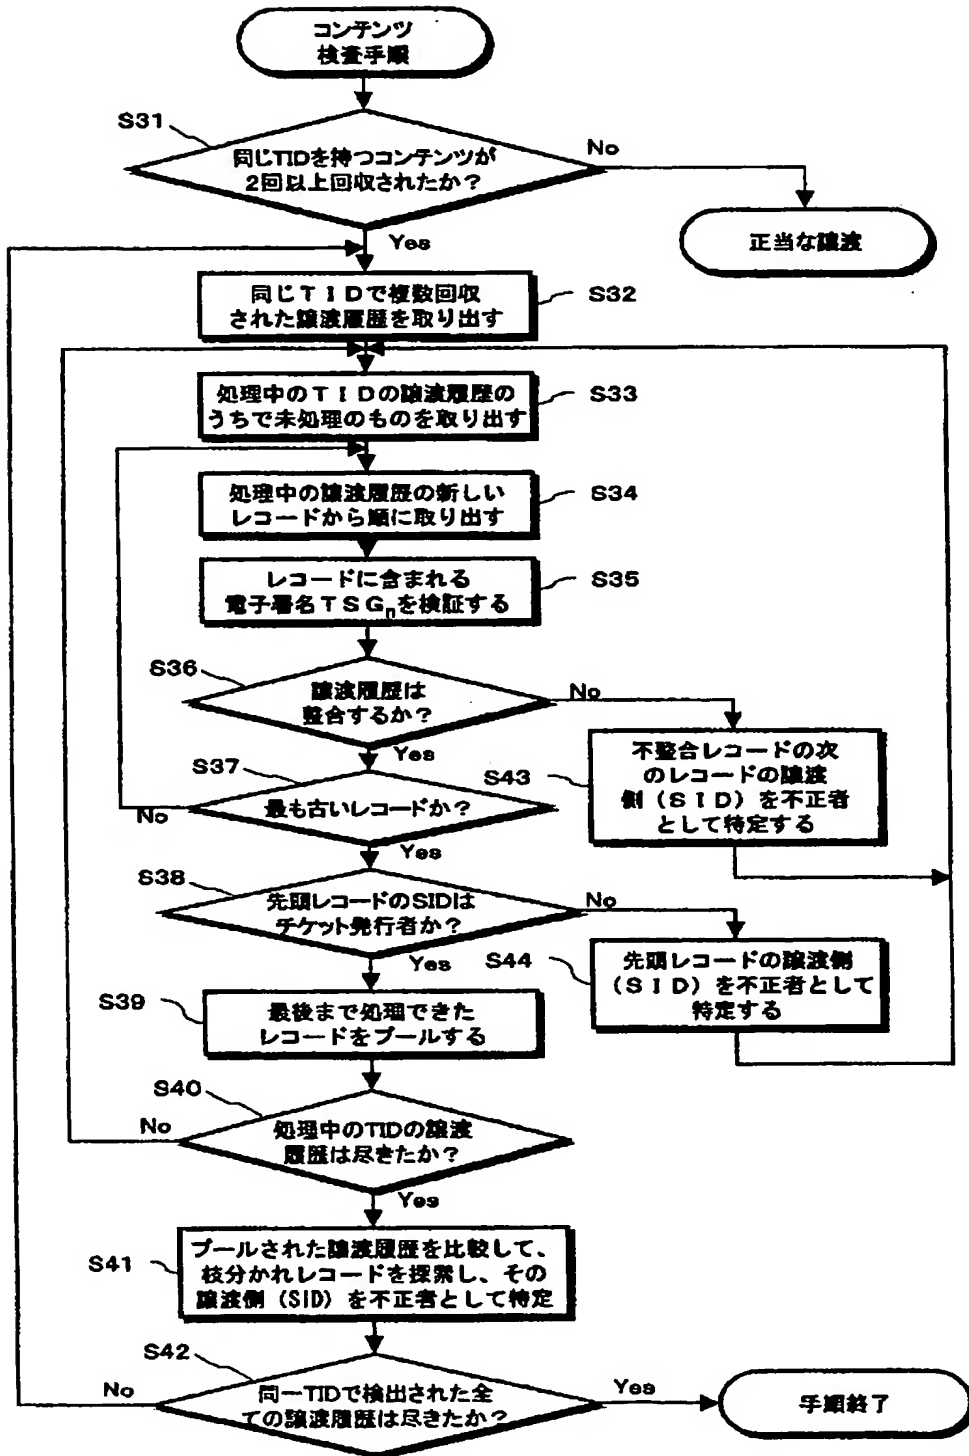 コンテンツ
検査手順
S31
同じTIDを持つコンテンツが
2回以上回収されたか？
No
Yes
正当な譲渡
同じＴＩＤで複数回収
された譲渡履歴を取り出す
S32
処理中のＴＩＤの譲渡履歴の
うちで未処理のものを取り出す
S33
処理中の譲渡履歴の新しい
レコードから順に取り出す
S34
レコードに含まれる
電子署名ＴＳＧnを検証する
S35
S36
譲渡履歴は
整合するか？
No
Yes
S37
最も古いレコードか？
No
Yes
S43
不整合レコードの次
のレコードの譲渡
側（ＳＩＤ）を不正者
として特定する
S38
先頭レコードのSIDは
チケット発行者か？
No
Yes
S44
先頭レコードの譲渡側
（ＳＩＤ）を不正者として
特定する
S39
最後まで処理できた
レコードをプールする
S40
処理中のTIDの譲渡
履歴は尽きたか？
No
Yes
S41
プールされた譲渡履歴を比較して、
枝分かれレコードを探索し、その
譲渡側（SID）を不正者として特定
S42
同一TIDで検出された全
ての譲渡履歴は尽きたか？
No
Yes
手順終了